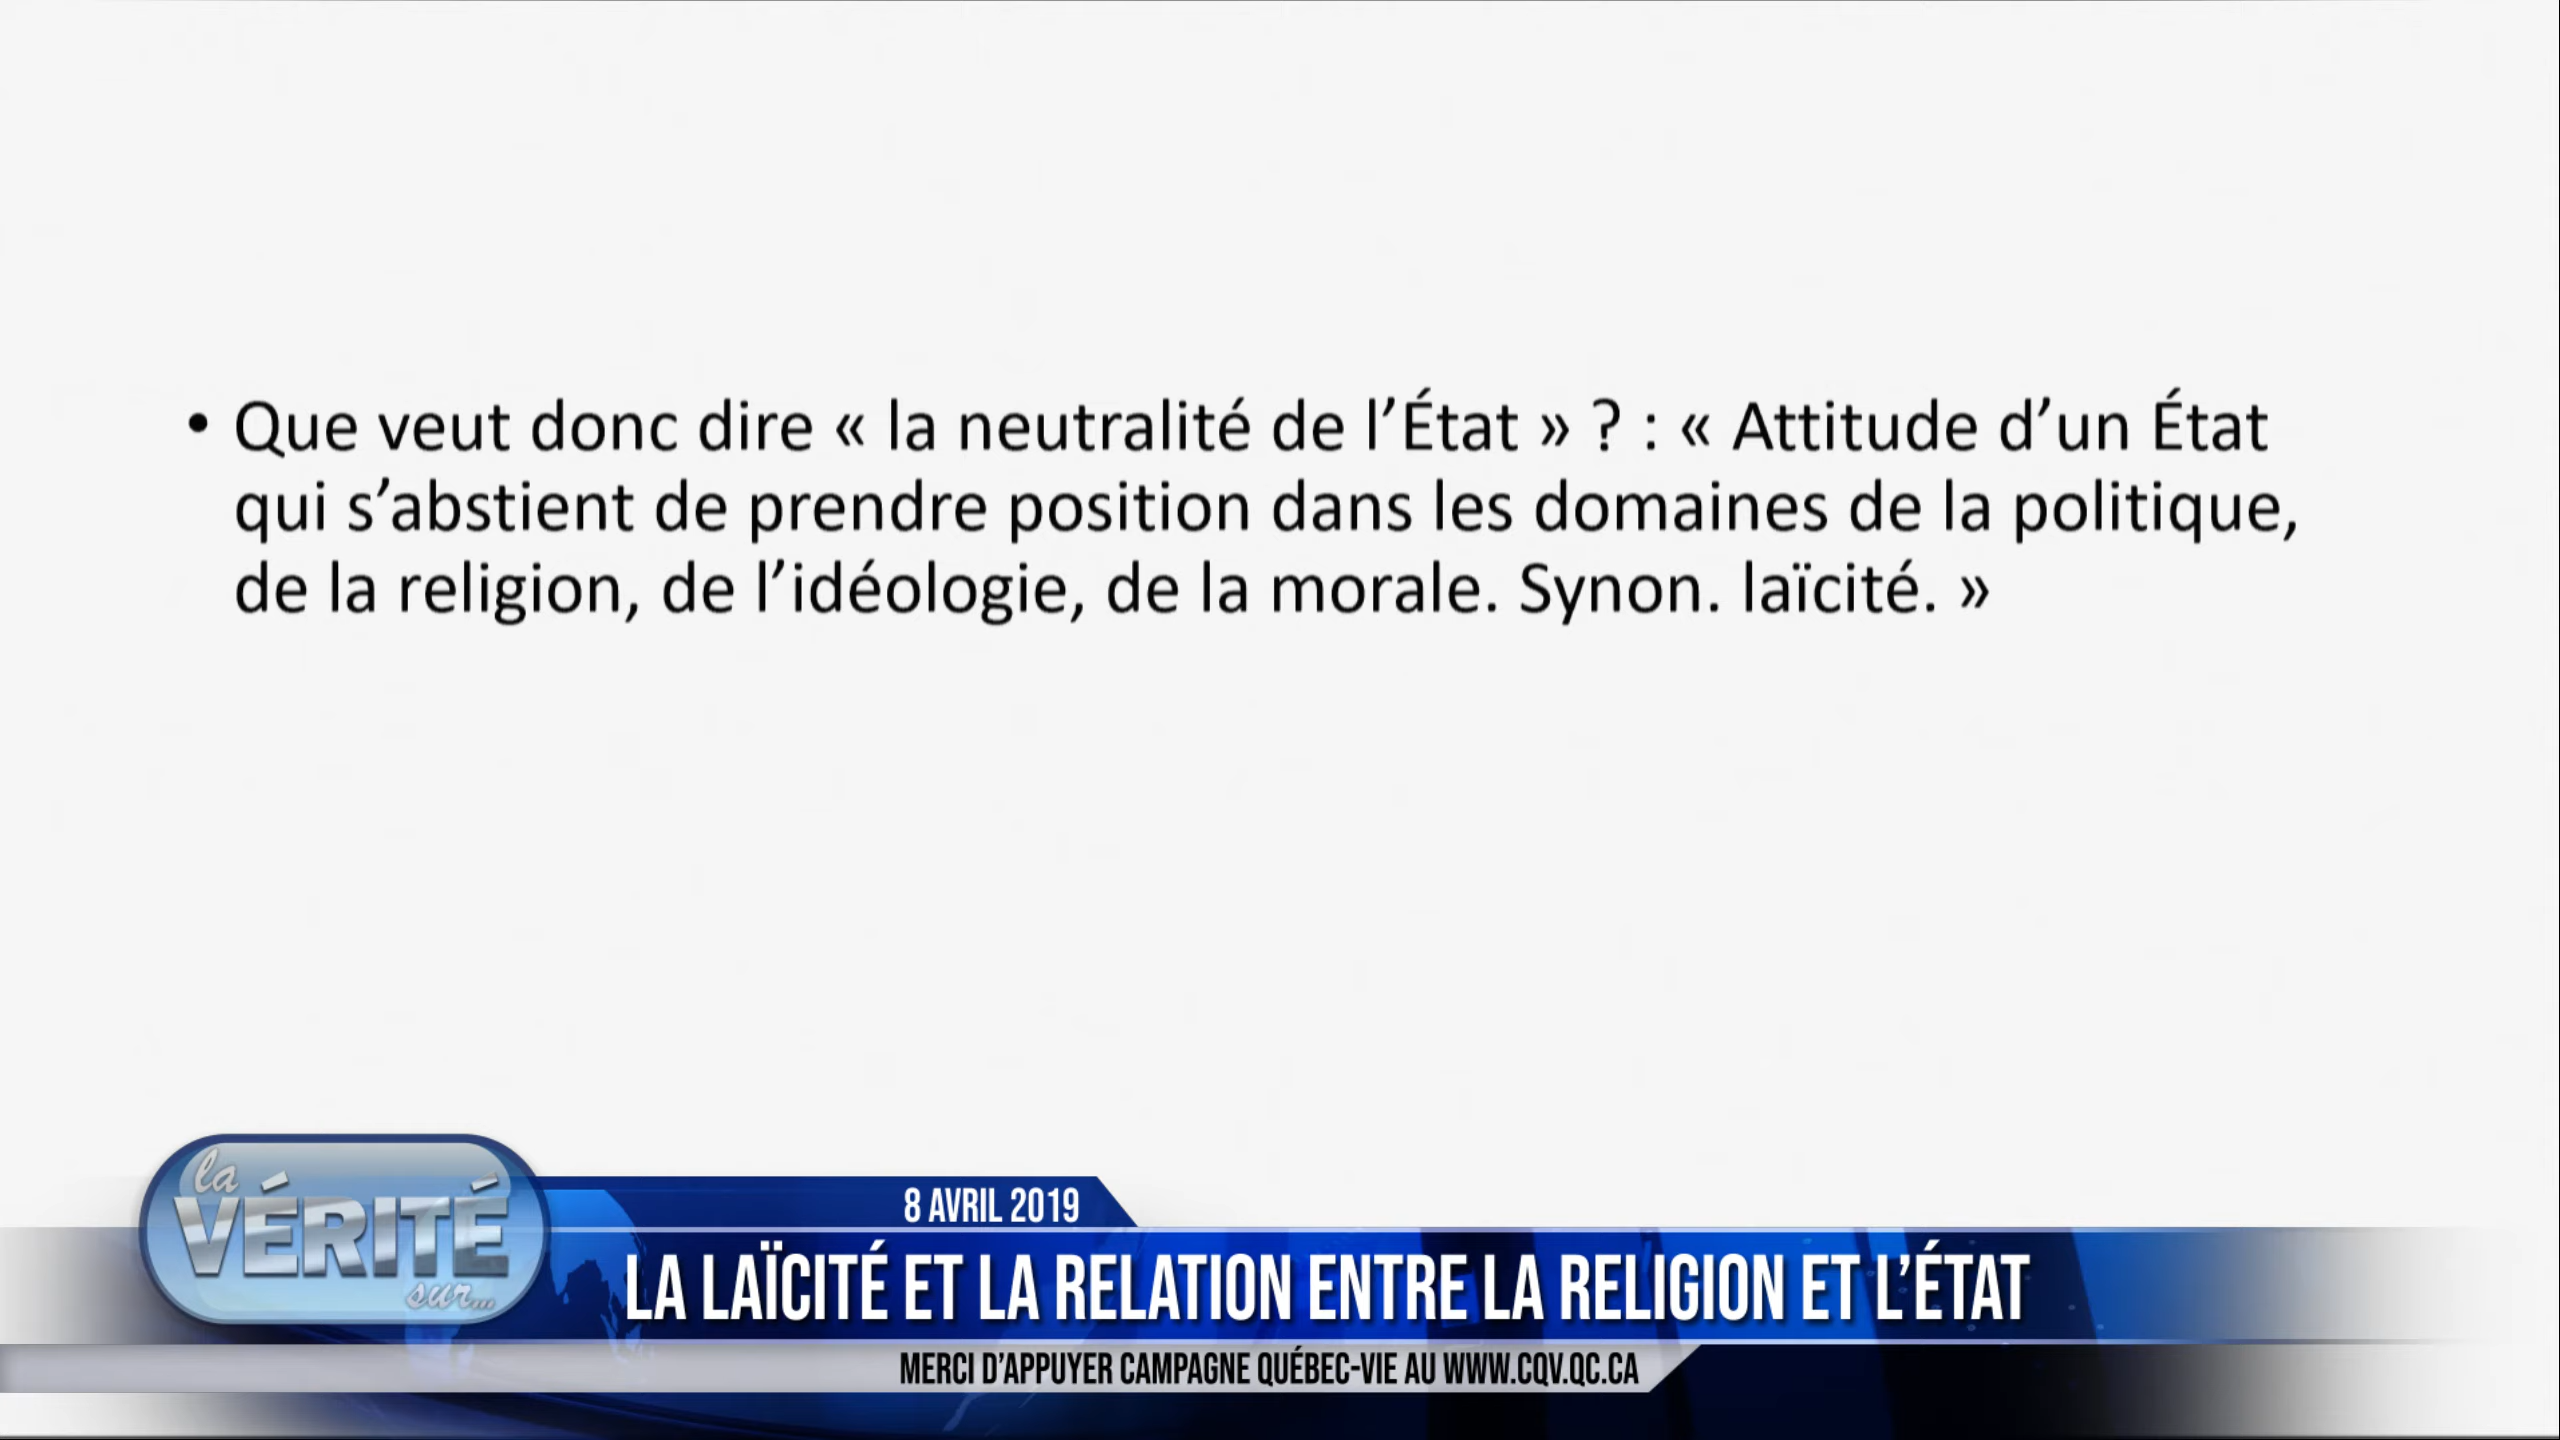 • Que veut donc dire « la neutralité de l’État » ? : « Attitude d’un État
qui s’abstient de prendre position dans les domaines de la politique,
de la religion, de l’idéologie, de la morale. Synon. laïcité. »
la
VÉRITÉ
sur...
8 AVRIL 2019
LA LAÏCITÉ ET LA RELATION ENTRE LA RELIGION ET L’ÉTAT
MERCI D’APPUYER CAMPAGNE QUÉBEC-VIE AU WWW.CQV.QC.CA